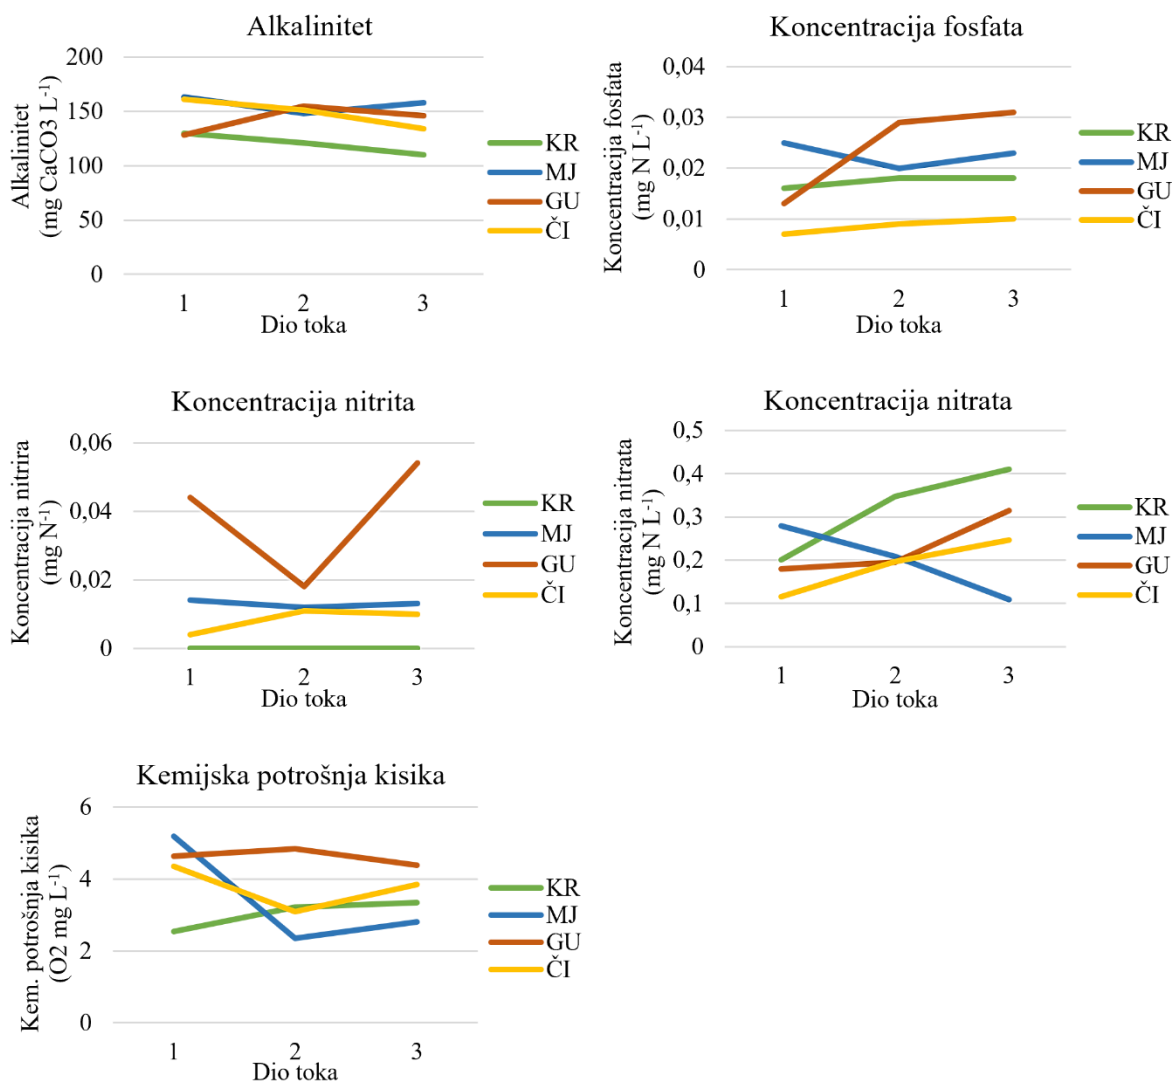 Alkalinitet
Alkalinitet
(mg CaCO3 L-1)
200
150
100
50
0
1 2 3
Dio toka
KR
MJ
GU
ČI
Koncentracija fosfata
Koncentracija fosfata
(mg N L-1)
0,04
0,03
0,02
0,01
0
1 2 3
Dio toka
KR
MJ
GU
ČI
Koncentracija nitrita
Koncentracija nitrira
(mg N-1)
0,06
0,04
0,02
0
1 2 3
Dio toka
KR
MJ
GU
ČI
Koncentracija nitrata
Koncentracija nitrata
(mg N L-1)
0,5
0,4
0,3
0,2
0,1
0
1 2 3
Dio toka
KR
MJ
GU
ČI
Kemijska potrošnja kisika
Kem. potrošnja kisika
(O2 mg L-1)
6
4
2
0
1 2 3
Dio toka
KR
MJ
GU
ČI